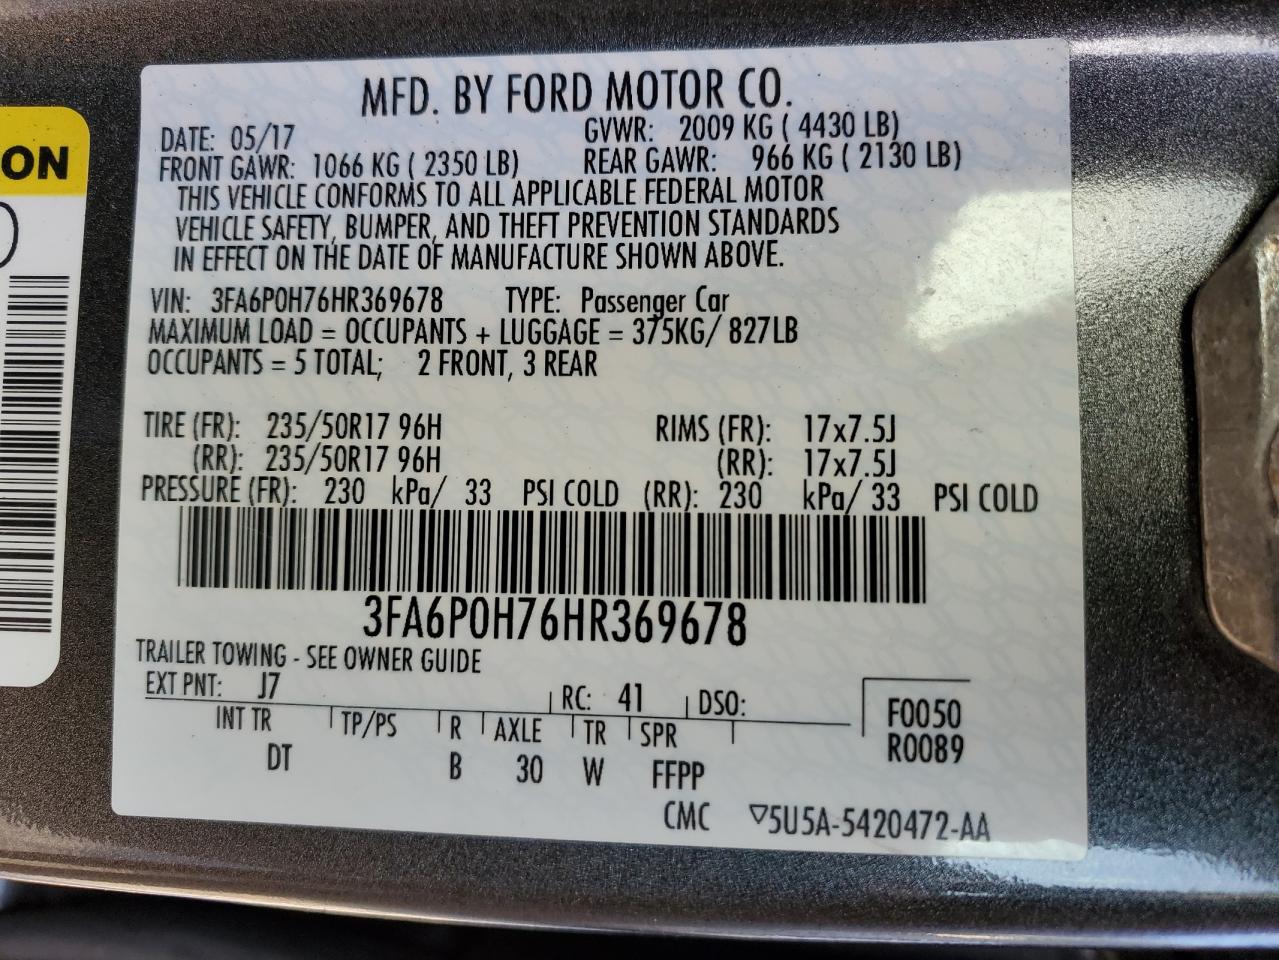 MFD. BY FORD MOTOR CO.
DATE: 05/17 GVWR: 2009 KG ( 4430 LB)
FRONT GAWR: 1066 KG ( 2350 LB) REAR GAWR: 966 KG ( 2130 LB)
THIS VEHICLE CONFORMS TO ALL APPLICABLE FEDERAL MOTOR
VEHICLE SAFETY, BUMPER, AND THEFT PREVENTION STANDARDS
IN EFFECT ON THE DATE OF MANUFACTURE SHOWN ABOVE.
VIN: 3FA6P0H76HR369678 TYPE: Passenger Car
MAXIMUM LOAD = OCCUPANTS + LUGGAGE = 375KG/ 827LB
OCCUPANTS = 5 TOTAL; 2 FRONT, 3 REAR
TIRE (FR): 235/50R17 96H RIMS (FR): 17x7.5J
(RR): 235/50R17 96H (RR): 17x7.5J
PRESSURE (FR): 230 kPa/ 33 PSI COLD (RR): 230 kPa/ 33 PSI COLD
3FA6P0H76HR369678
TRAILER TOWING - SEE OWNER GUIDE
EXT PNT: J7 RC: 41 DSO: F0050
INT TR TP/PS R AXLE TR SPR R0089
DT B 30 W FFPP
CMC ▽5U5A-5420472-AA
ON